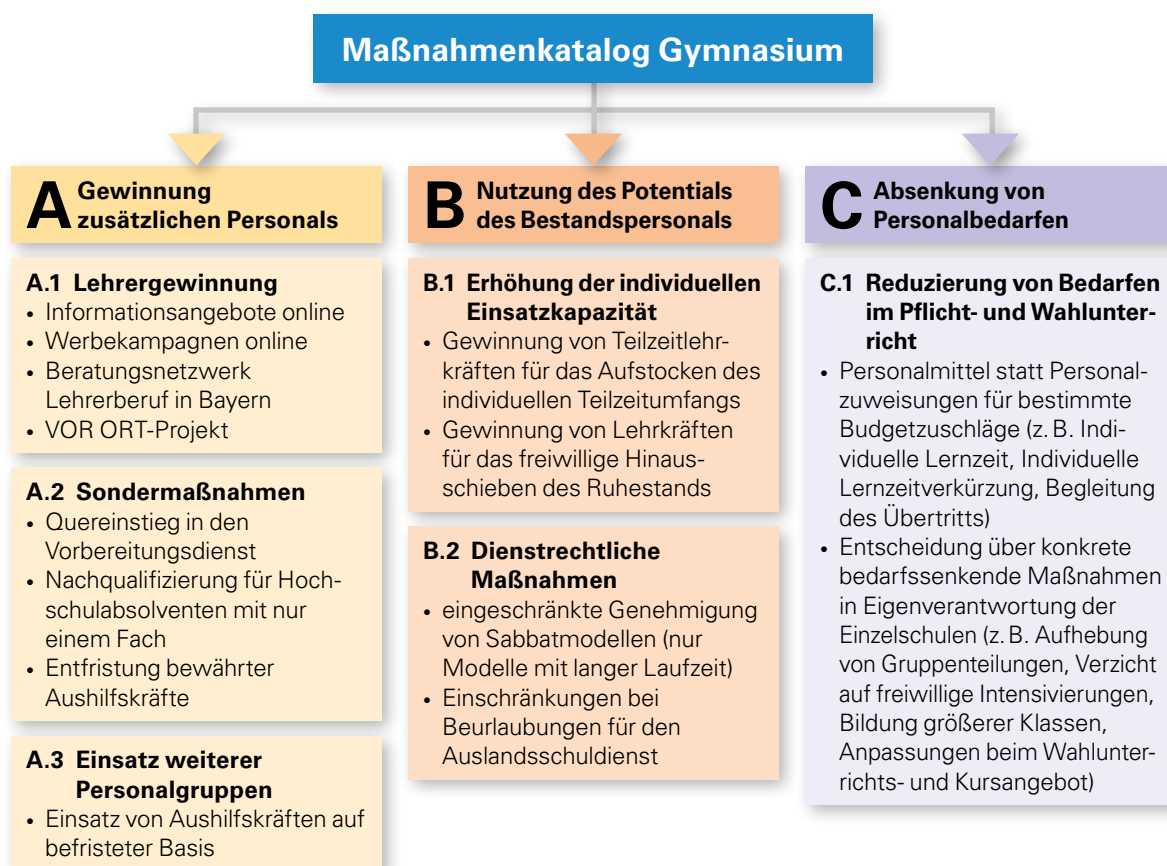 Maßnahmenkatalog Gymnasium
A Gewinnung
zusätzlichen Personals
A.1 Lehrergewinnung
• Informationsangebote online
• Werbekampagnen online
• Beratungsnetzwerk
Lehrerberuf in Bayern
• VOR ORT-Projekt
A.2 Sondermaßnahmen
• Quereinstieg in den
Vorbereitungsdienst
• Nachqualifizierung für Hoch-
schulabsolventen mit nur
einem Fach
• Entfristung bewährter
Aushilfskräfte
A.3 Einsatz weiterer
Personalgruppen
• Einsatz von Aushilfskräften auf
befristeter Basis
B Nutzung des Potentials
des Bestandspersonals
B.1 Erhöhung der individuellen
Einsatzkapazität
• Gewinnung von Teilzeitlehr-
kräften für das Aufstocken des
individuellen Teilzeitumfangs
• Gewinnung von Lehrkräften
für das freiwillige Hinaus-
schieben des Ruhestands
B.2 Dienstrechtliche
Maßnahmen
• eingeschränkte Genehmigung
von Sabbatmodellen (nur
Modelle mit langer Laufzeit)
• Einschränkungen bei
Beurlaubungen für den
Auslandsschuldienst
C Absenkung von
Personalbedarfen
C.1 Reduzierung von Bedarfen
im Pflicht- und Wahlunter-
richt
• Personalmittel statt Personal-
zuweisungen für bestimmte
Budgetzuschläge (z. B. Indi-
viduelle Lernzeit, Individuelle
Lernzeitverkürzung, Begleitung
des Übertritts)
• Entscheidung über konkrete
bedarfssenkende Maßnahmen
in Eigenverantwortung der
Einzelschulen (z. B. Aufhebung
von Gruppenteilungen, Verzicht
auf freiwillige Intensivierungen,
Bildung größerer Klassen,
Anpassungen beim Wahlunter-
richts- und Kursangebot)